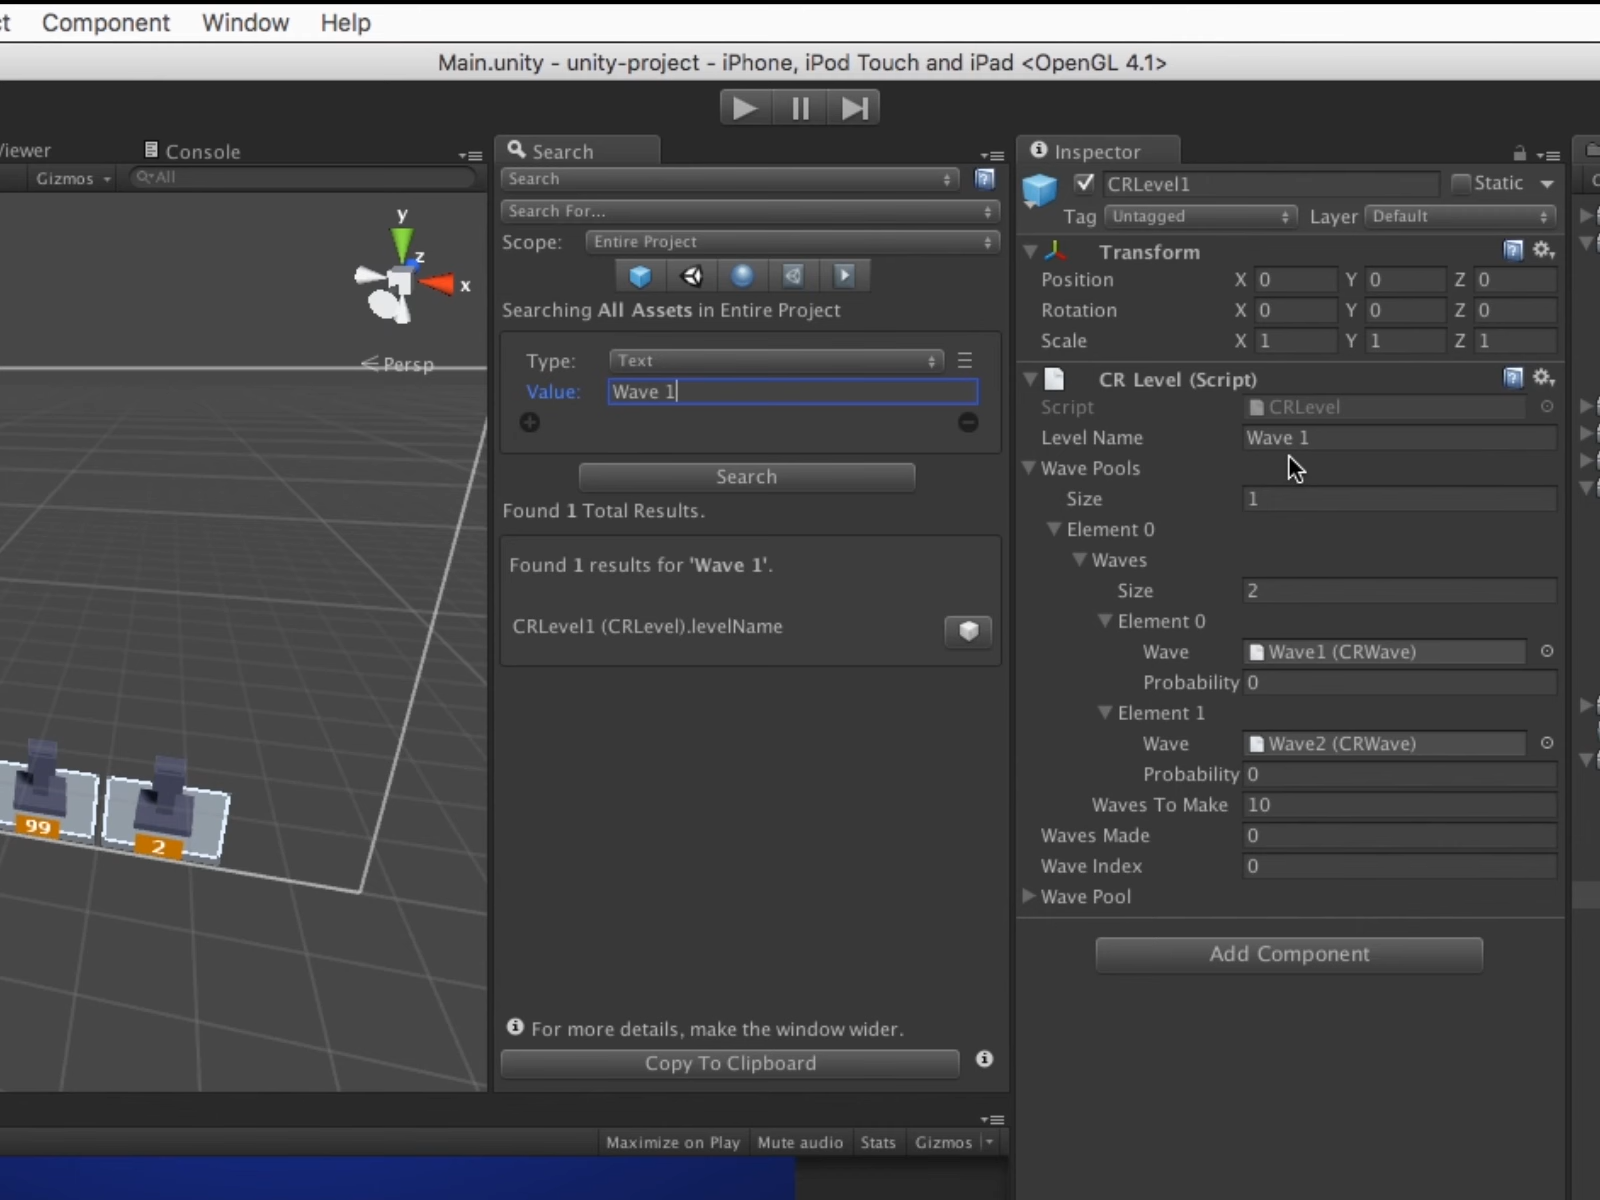 ct Component Window Help
Main.unity - unity-project - iPhone, iPod Touch and iPad <OpenGL 4.1>
Viewer Console
Gizmos All
y
z
x
Persp
99
2
Search
Search
Search For...
Scope: Entire Project
Searching All Assets in Entire Project
Type: Text
Value: Wave 1
Search
Found 1 Total Results.
Found 1 results for 'Wave 1'.
CRLevel1 (CRLevel).levelName
For more details, make the window wider.
Copy To Clipboard
Maximize on Play Mute audio Stats Gizmos
Inspector
CRLevel1 Static
Tag Untagged Layer Default
Transform
Position X 0 Y 0 Z 0
Rotation X 0 Y 0 Z 0
Scale X 1 Y 1 Z 1
CR Level (Script)
Script CRLevel
Level Name Wave 1
Wave Pools
Size 1
Element 0
Waves
Size 2
Element 0
Wave Wave1 (CRWave)
Probability 0
Element 1
Wave Wave2 (CRWave)
Probability 0
Waves To Make 10
Waves Made 0
Wave Index 0
Wave Pool
Add Component